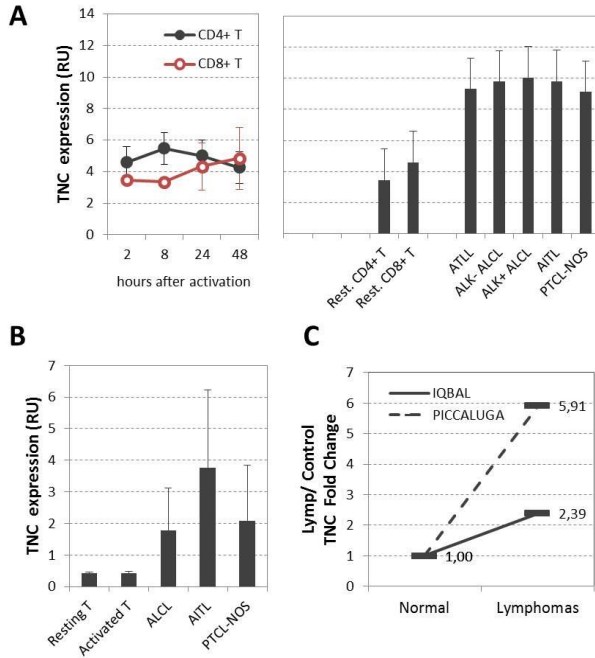 A
TNC expression (RU)
14
12
10
8
6
4
2
0
CD4+ T
CD8+ T
2 8 24 48
hours after activation
Rest. CD4+ T
Rest. CD8+ T
ATLL
ALK- ALCL
ALK+ ALCL
AITL
PTCL-NOS
B
TNC expression (RU)
7
6
5
4
3
2
1
0
Resting T
Activated T
ALCL
AITL
PTCL-NOS
C
Lymp/ Control
TNC Fold Change
7
6
5
4
3
2
1
0
IQBAL
PICCALUGA
5,91
2,39
1,00
Normal Lymphomas